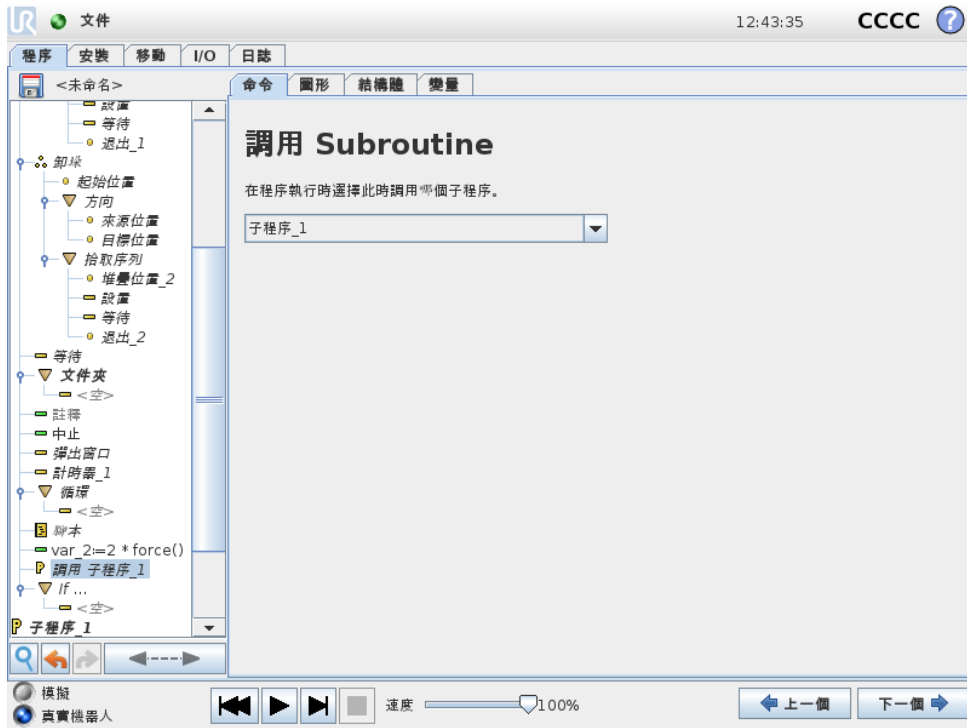 UR 文件 12:43:35 CCCC ?
程序 安裝 移動 I/O 日誌
<未命名>
命令 圖形 結構體 變量
設置
等待
退出_1
卸垛
起始位置
方向
來源位置
目標位置
拾取序列
堆疊位置_2
設置
等待
退出_2
等待
文件夾
<空>
註釋
中止
彈出窗口
計時器_1
循環
<空>
腳本
var_2≔2 * force()
P 調用 子程序_1
If ...
<空>
P 子程序_1
調用 Subroutine
在程序執行時選擇此時調用哪個子程序。
子程序_1
模擬
真實機器人
速度 100%
上一個 下一個